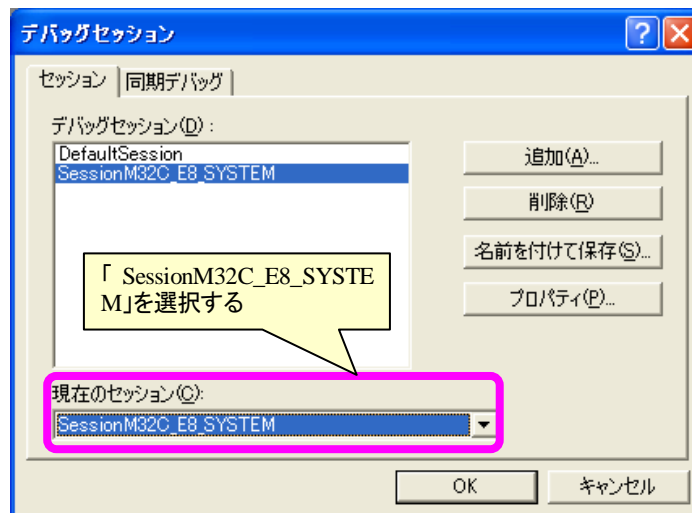 デバッグセッション
セッション 同期デバッグ
デバッグセッション(D) :
DefaultSession
SessionM32C_E8_SYSTEM
追加(A)...
削除(R)
名前を付けて保存(S)...
プロパティ(P)...
「 SessionM32C_E8_SYSTE
M」を選択する
現在のセッション(C):
SessionM32C_E8_SYSTEM
OK キャンセル